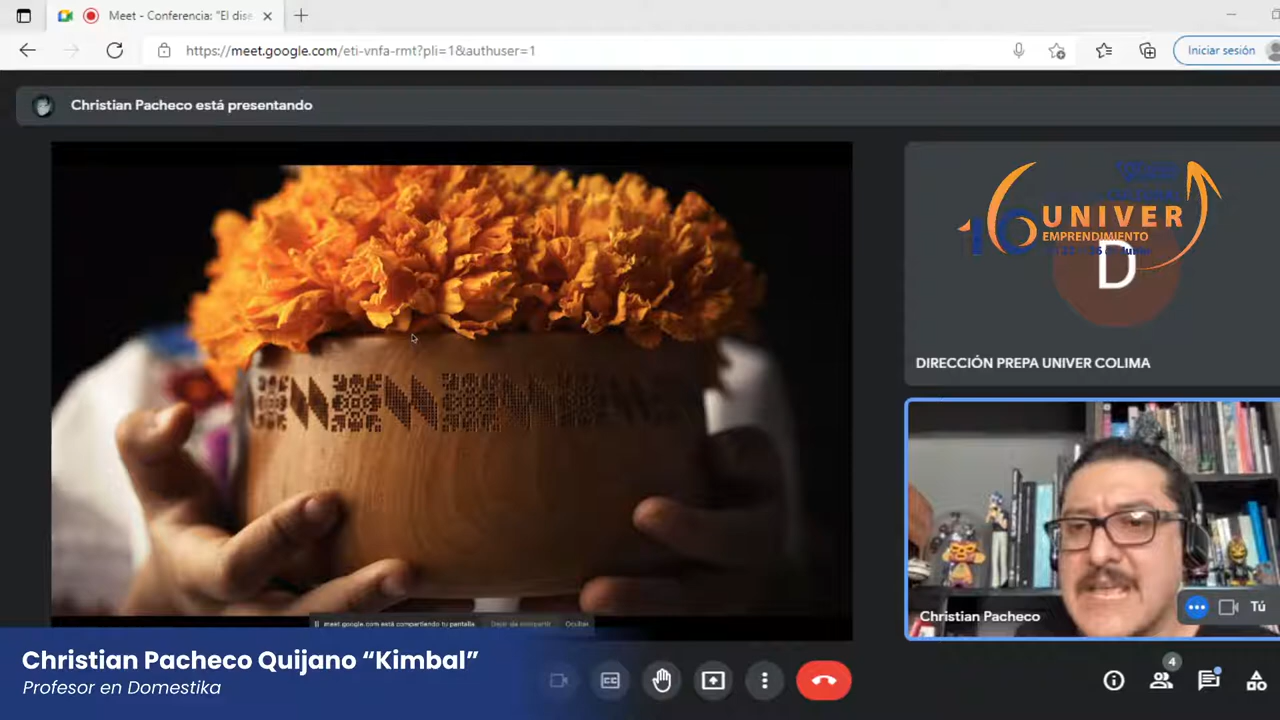 Meet - Conferencia: "El dise
https://meet.google.com/eti-vnfa-rmt?pli=1&authuser=1
Iniciar sesión
Christian Pacheco está presentando
16
UNIVER
EMPRENDIMIENTO
D
DIRECCIÓN PREPA UNIVER COLIMA
Christian Pacheco
Tú
meet.google.com está compartiendo tu pantalla.
Dejar de compartir
Ocultar
Christian Pacheco Quijano “Kimbal”
Profesor en Domestika
CC
4